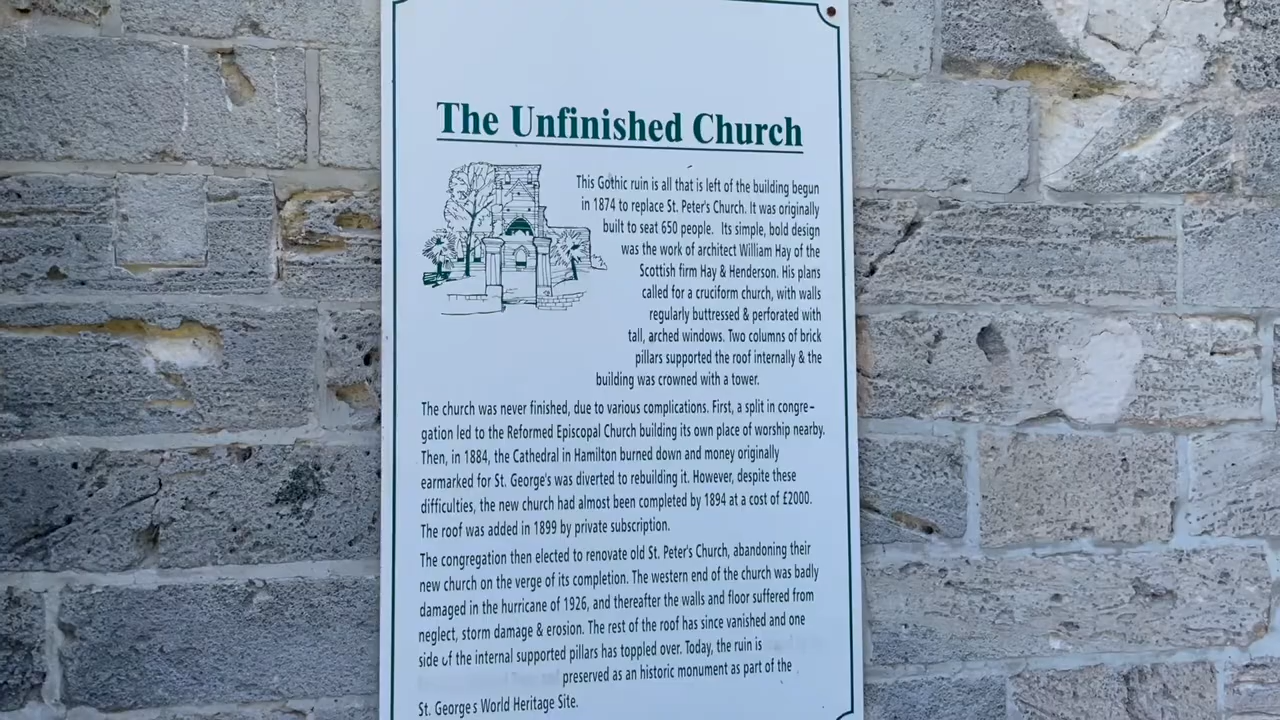 The Unfinished Church
This Gothic ruin is all that is left of the building begun
in 1874 to replace St. Peter's Church. It was originally
built to seat 650 people. Its simple, bold design
was the work of architect William Hay of the
Scottish firm Hay & Henderson. His plans
called for a cruciform church, with walls
regularly buttressed & perforated with
tall, arched windows. Two columns of brick
pillars supported the roof internally & the
building was crowned with a tower.
The church was never finished, due to various complications. First, a split in congre-
gation led to the Reformed Episcopal Church building its own place of worship nearby.
Then, in 1884, the Cathedral in Hamilton burned down and money originally
earmarked for St. George's was diverted to rebuilding it. However, despite these
difficulties, the new church had almost been completed by 1894 at a cost of £2000.
The roof was added in 1899 by private subscription.
The congregation then elected to renovate old St. Peter's Church, abandoning their
new church on the verge of its completion. The western end of the church was badly
damaged in the hurricane of 1926, and thereafter the walls and floor suffered from
neglect, storm damage & erosion. The rest of the roof has since vanished and one
side of the internal supported pillars has toppled over. Today, the ruin is
preserved as an historic monument as part of the
St. George's World Heritage Site.